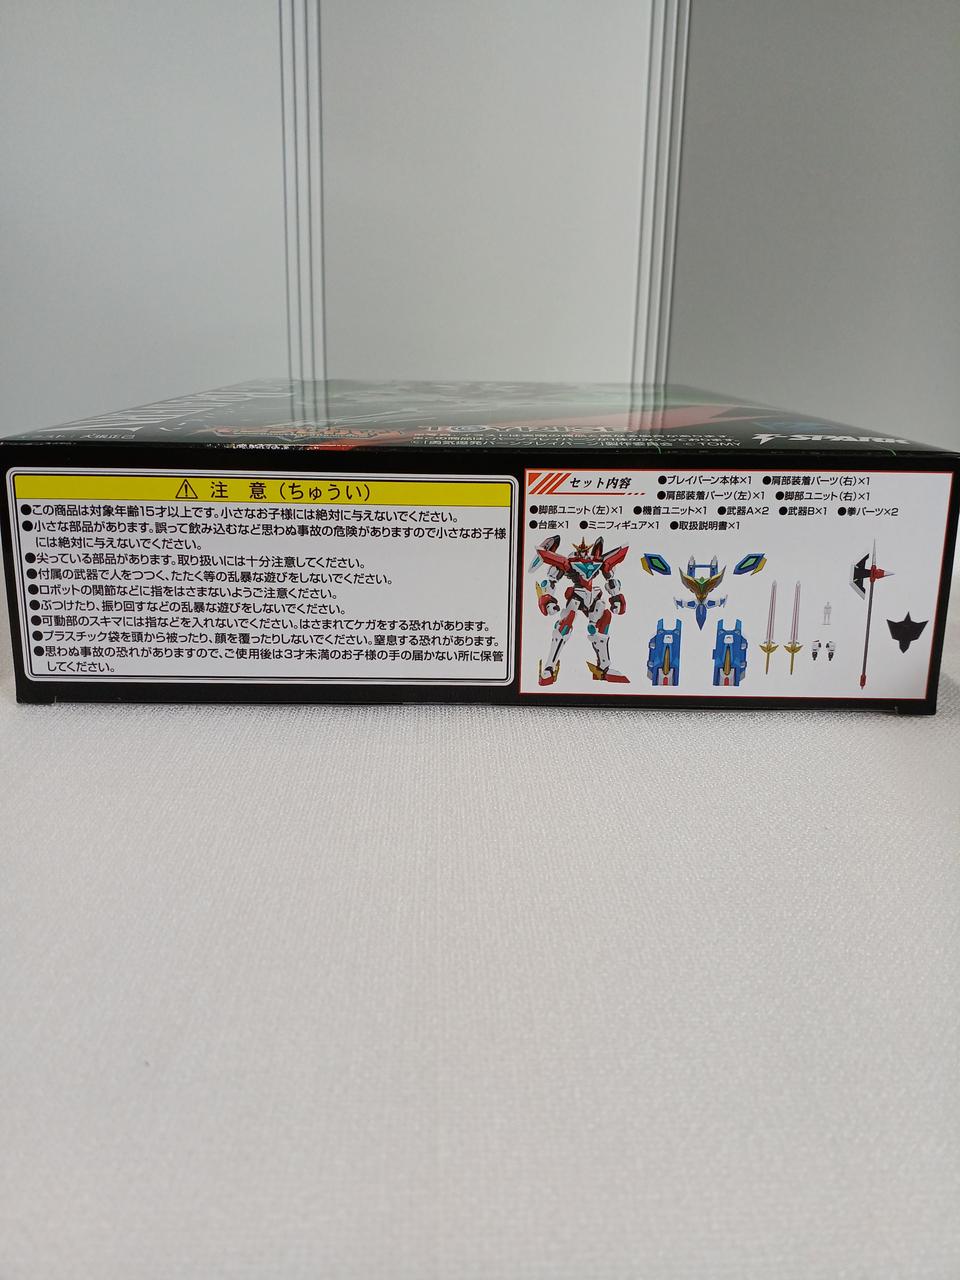 TOYRISE
T-SPARK
注　意（ちゅうい）
●この商品は対象年齢15才以上です。小さなお子様には絶対に与えないでください。
●小さな部品があります。誤って飲み込むなど思わぬ事故の危険がありますので小さなお子様
には絶対に与えないでください。
●尖っている部品があります。取り扱いには十分注意してください。
●付属の武器で人をつつく、たたく等の乱暴な遊びをしないでください。
●ロボットの関節などに指をはさまないようご注意ください。
●ぶつけたり、振り回すなどの乱暴な遊びをしないでください。
●可動部のスキマには指などを入れないでください。はさまれてケガをする恐れがあります。
●プラスチック袋を頭から被ったり、顔を覆ったりしないでください。窒息する恐れがあります。
●思わぬ事故の恐れがありますので、ご使用後は3才未満のお子様の手の届かない所に保管
してください。
セット内容
●ブレイバーン本体×1 ●肩部装着パーツ(右)×1
●肩部装着パーツ(左)×1 ●脚部ユニット(右)×1
●脚部ユニット(左)×1 ●機首ユニット×1 ●武器A×2 ●武器B×1 ●拳パーツ×2
●台座×1 ●ミニフィギュア×1 ●取扱説明書×1